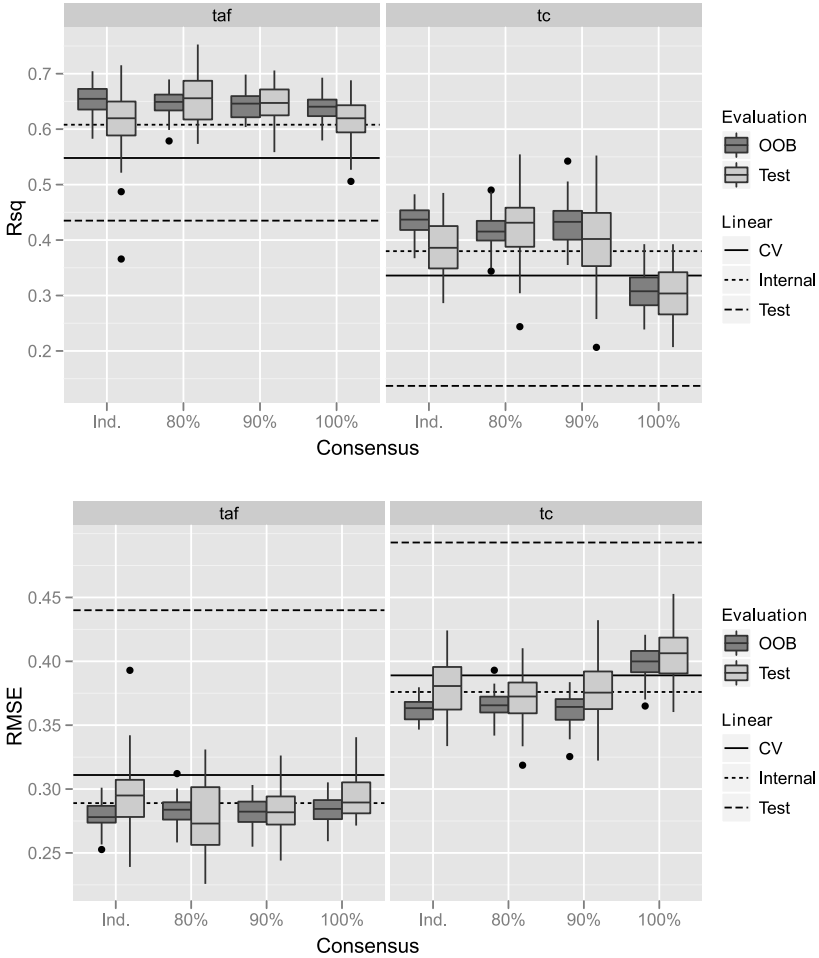 taf
tc
0.7
0.6
0.5
0.4
0.3
0.2
Rsq
Ind.
80%
90%
100%
Ind.
80%
90%
100%
Consensus
Evaluation
OOB
Test
Linear
CV
Internal
Test
taf
tc
0.45
0.40
0.35
0.30
0.25
RMSE
Ind.
80%
90%
100%
Ind.
80%
90%
100%
Consensus
Evaluation
OOB
Test
Linear
CV
Internal
Test